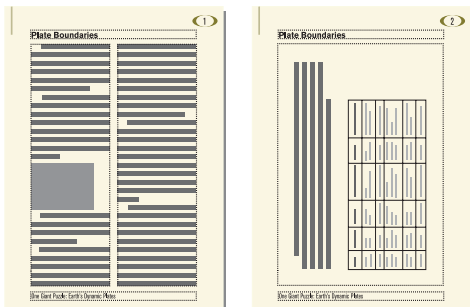 1
Plate Boundaries
One Giant Puzzle: Earth's Dynamic Plates
2
Plate Boundaries
One Giant Puzzle: Earth's Dynamic Plates